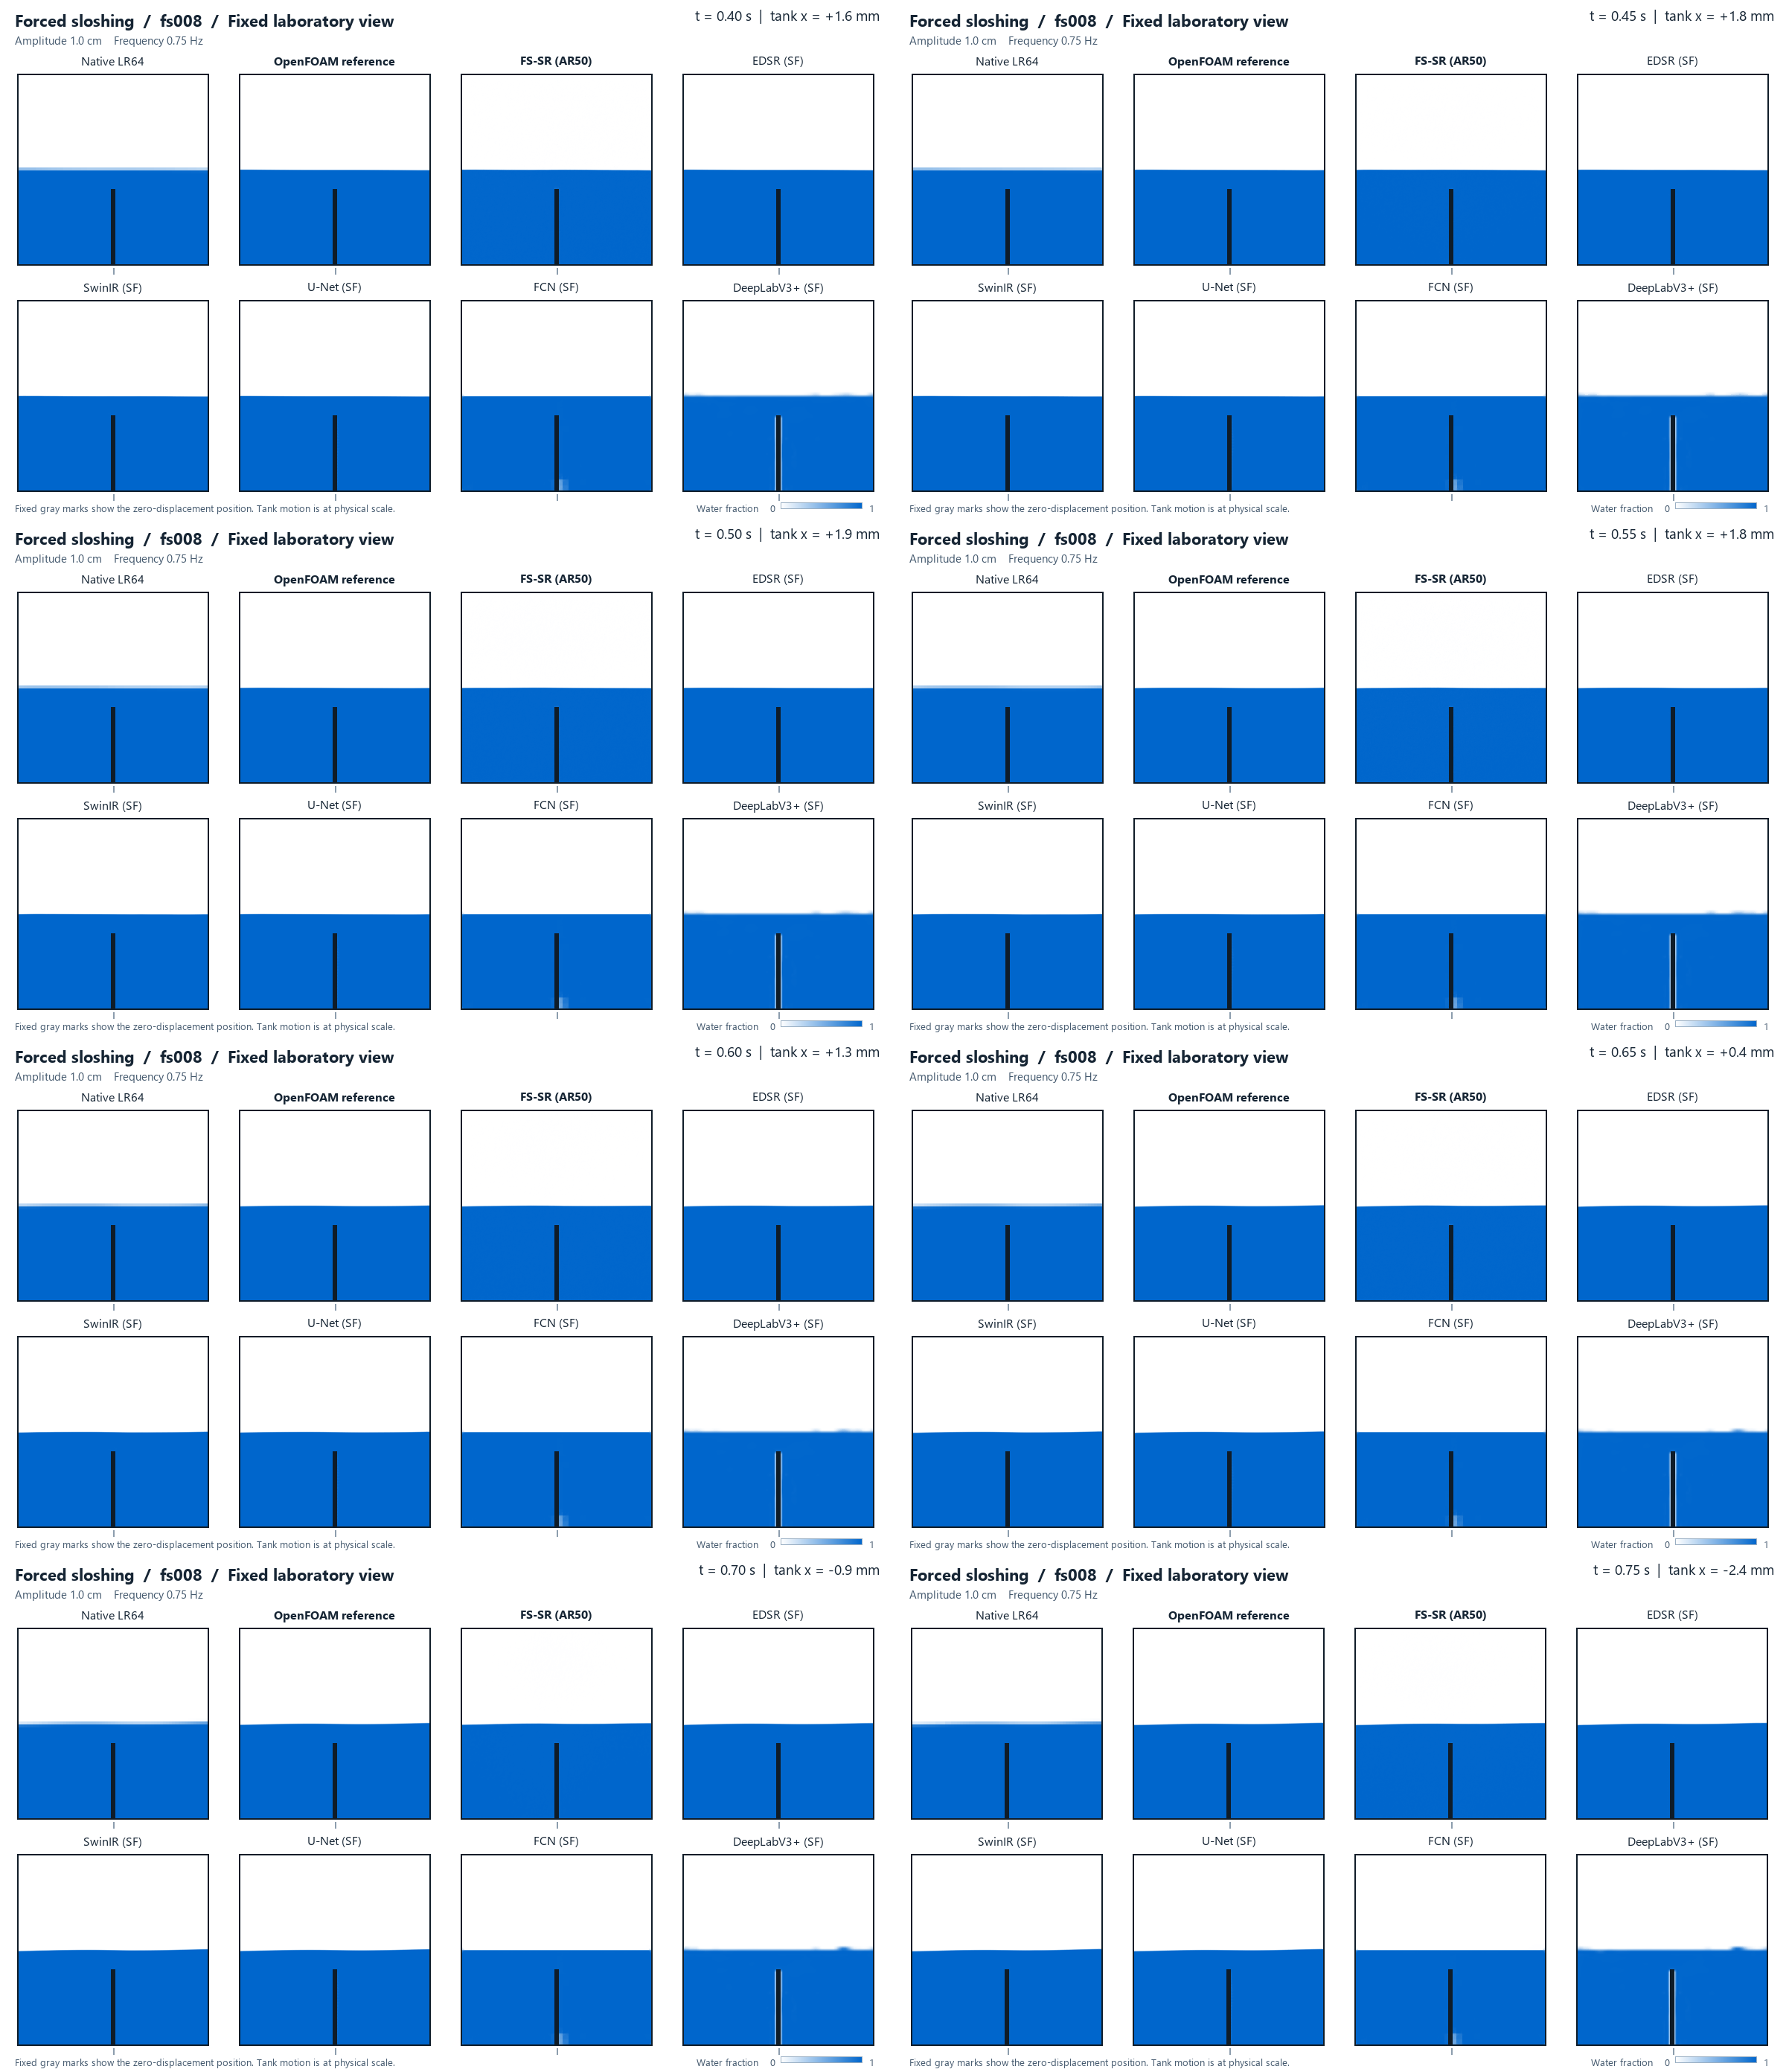 Forced sloshing / fs008 / Fixed laboratory view
t = 0.40 s | tank x = +1.6 mm
Amplitude 1.0 cm Frequency 0.75 Hz
Native LR64
OpenFOAM reference
FS-SR (AR50)
EDSR (SF)
SwinIR (SF)
U-Net (SF)
FCN (SF)
DeepLabV3+ (SF)
Fixed gray marks show the zero-displacement position. Tank motion is at physical scale.
Water fraction 0 1
Forced sloshing / fs008 / Fixed laboratory view
t = 0.45 s | tank x = +1.8 mm
Amplitude 1.0 cm Frequency 0.75 Hz
Native LR64
OpenFOAM reference
FS-SR (AR50)
EDSR (SF)
SwinIR (SF)
U-Net (SF)
FCN (SF)
DeepLabV3+ (SF)
Fixed gray marks show the zero-displacement position. Tank motion is at physical scale.
Water fraction 0 1
Forced sloshing / fs008 / Fixed laboratory view
t = 0.50 s | tank x = +1.9 mm
Amplitude 1.0 cm Frequency 0.75 Hz
Native LR64
OpenFOAM reference
FS-SR (AR50)
EDSR (SF)
SwinIR (SF)
U-Net (SF)
FCN (SF)
DeepLabV3+ (SF)
Fixed gray marks show the zero-displacement position. Tank motion is at physical scale.
Water fraction 0 1
Forced sloshing / fs008 / Fixed laboratory view
t = 0.55 s | tank x = +1.8 mm
Amplitude 1.0 cm Frequency 0.75 Hz
Native LR64
OpenFOAM reference
FS-SR (AR50)
EDSR (SF)
SwinIR (SF)
U-Net (SF)
FCN (SF)
DeepLabV3+ (SF)
Fixed gray marks show the zero-displacement position. Tank motion is at physical scale.
Water fraction 0 1
Forced sloshing / fs008 / Fixed laboratory view
t = 0.60 s | tank x = +1.3 mm
Amplitude 1.0 cm Frequency 0.75 Hz
Native LR64
OpenFOAM reference
FS-SR (AR50)
EDSR (SF)
SwinIR (SF)
U-Net (SF)
FCN (SF)
DeepLabV3+ (SF)
Fixed gray marks show the zero-displacement position. Tank motion is at physical scale.
Water fraction 0 1
Forced sloshing / fs008 / Fixed laboratory view
t = 0.65 s | tank x = +0.4 mm
Amplitude 1.0 cm Frequency 0.75 Hz
Native LR64
OpenFOAM reference
FS-SR (AR50)
EDSR (SF)
SwinIR (SF)
U-Net (SF)
FCN (SF)
DeepLabV3+ (SF)
Fixed gray marks show the zero-displacement position. Tank motion is at physical scale.
Water fraction 0 1
Forced sloshing / fs008 / Fixed laboratory view
t = 0.70 s | tank x = -0.9 mm
Amplitude 1.0 cm Frequency 0.75 Hz
Native LR64
OpenFOAM reference
FS-SR (AR50)
EDSR (SF)
SwinIR (SF)
U-Net (SF)
FCN (SF)
DeepLabV3+ (SF)
Fixed gray marks show the zero-displacement position. Tank motion is at physical scale.
Water fraction 0 1
Forced sloshing / fs008 / Fixed laboratory view
t = 0.75 s | tank x = -2.4 mm
Amplitude 1.0 cm Frequency 0.75 Hz
Native LR64
OpenFOAM reference
FS-SR (AR50)
EDSR (SF)
SwinIR (SF)
U-Net (SF)
FCN (SF)
DeepLabV3+ (SF)
Fixed gray marks show the zero-displacement position. Tank motion is at physical scale.
Water fraction 0 1